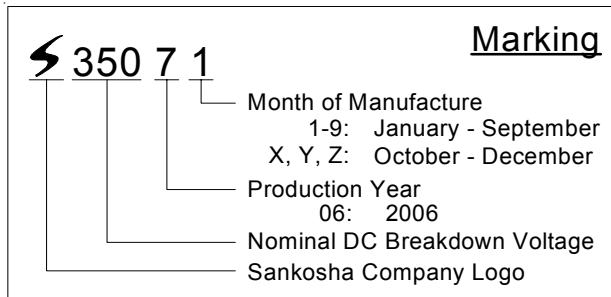 Marking
350 7 1
Month of Manufacture
1-9: January - September
X, Y, Z: October - December
Production Year
06: 2006
Nominal DC Breakdown Voltage
Sankosha Company Logo